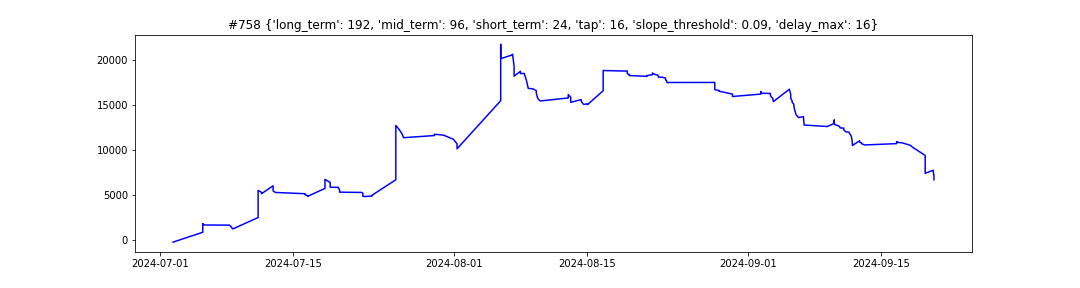 #758 {'long_term': 192, 'mid_term': 96, 'short_term': 24, 'tap': 16, 'slope_threshold': 0.09, 'delay_max': 16}
20000
15000
10000
5000
0
2024-07-01 2024-07-15 2024-08-01 2024-08-15 2024-09-01 2024-09-15